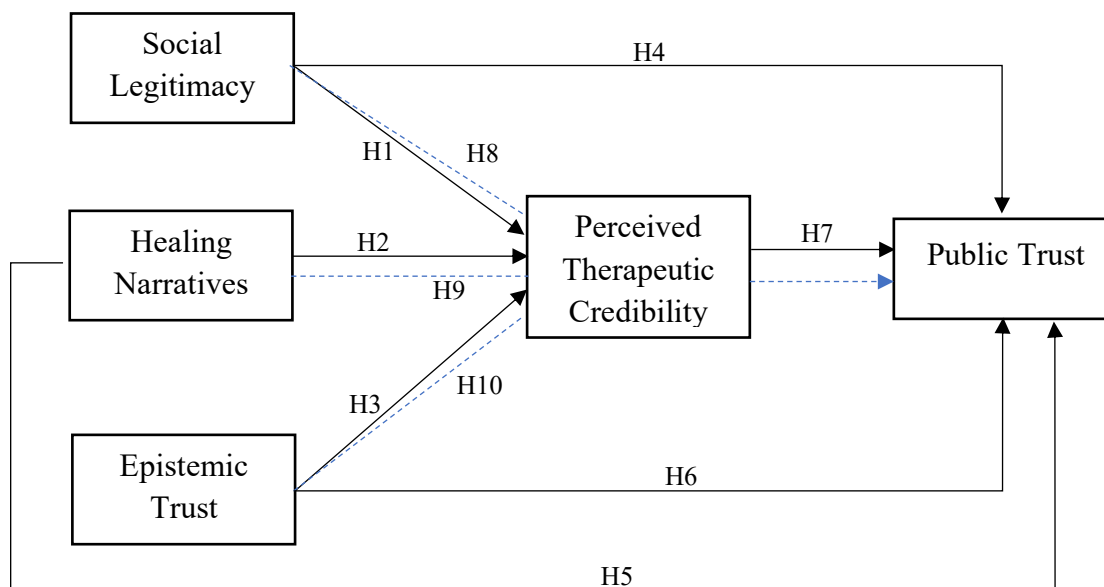 Social
Legitimacy
H4
H1
H8
Healing
Narratives
H2
H9
Perceived
Therapeutic
Credibility
H7
Public Trust
H3
H10
Epistemic
Trust
H6
H5